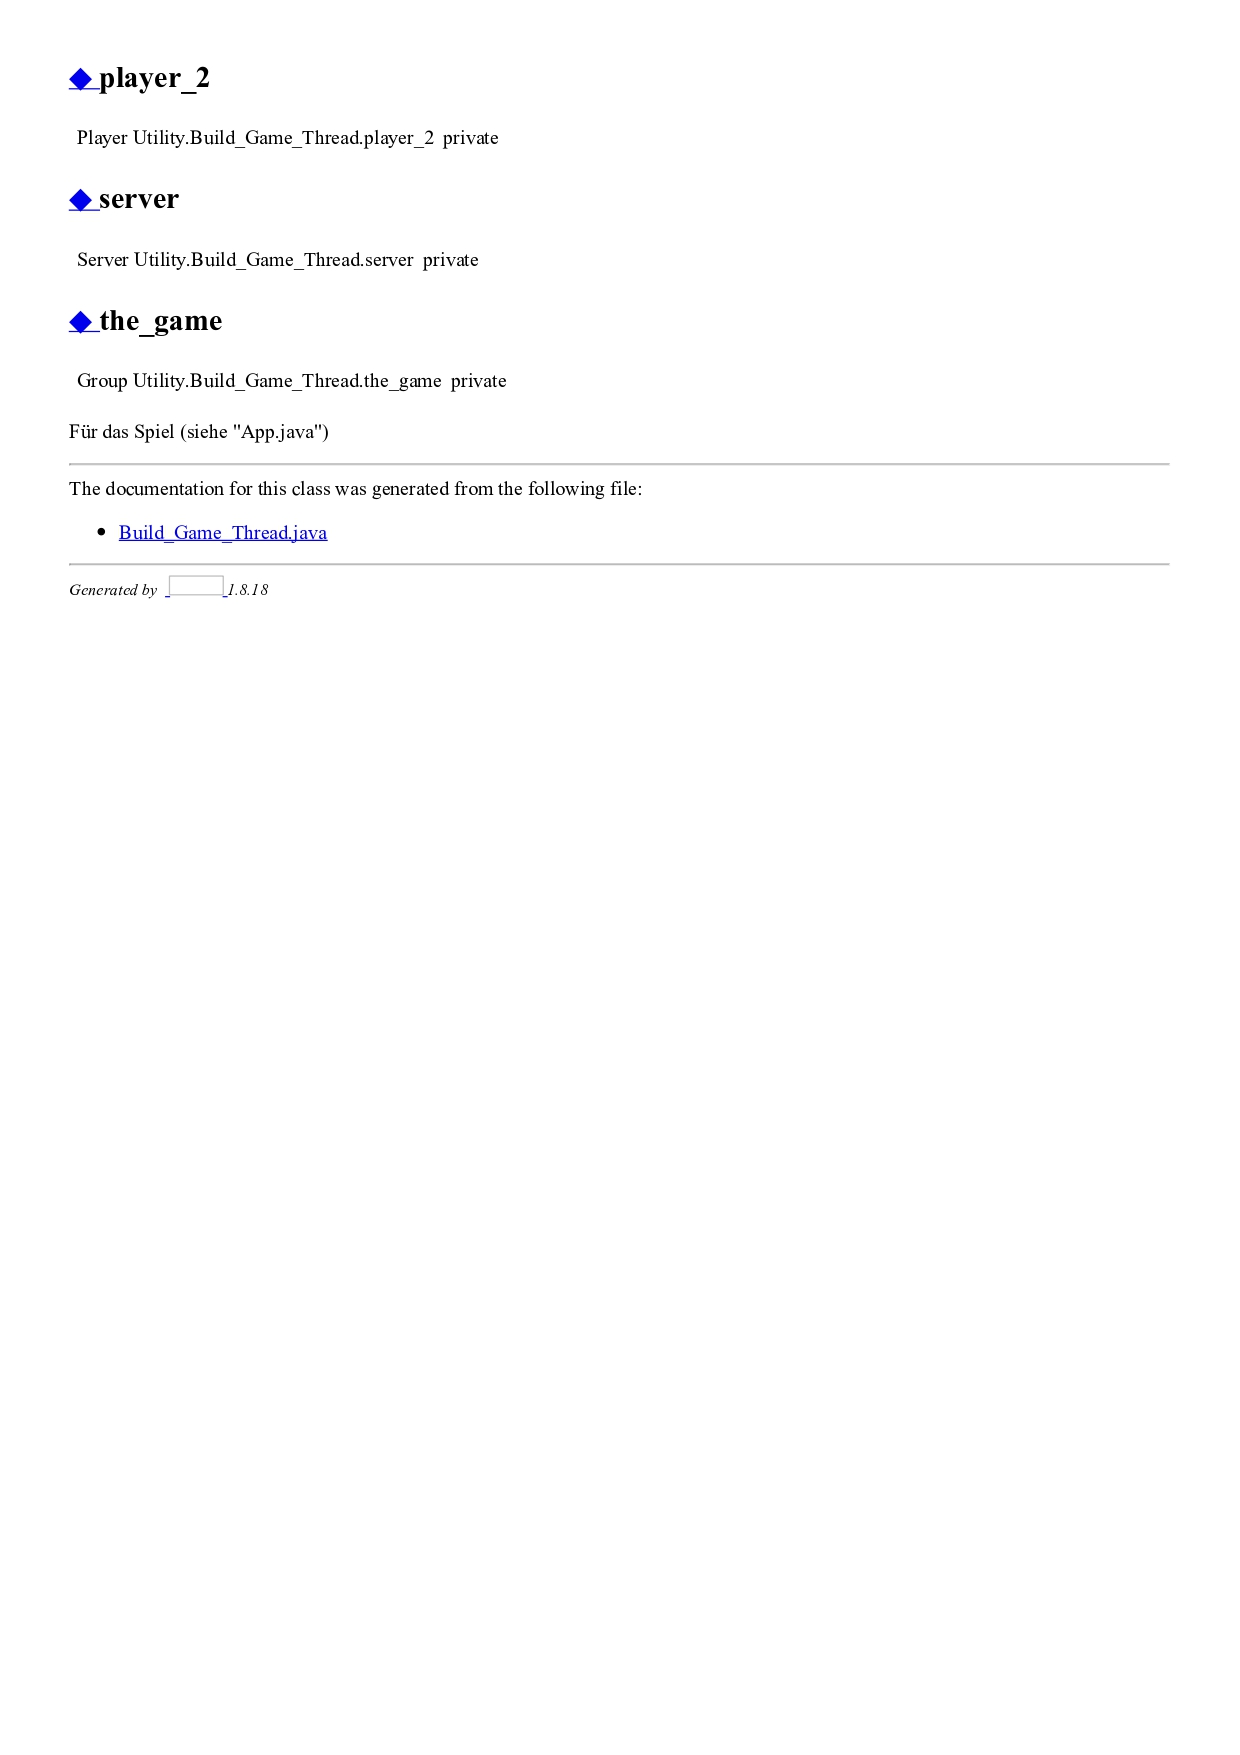 ◆ player_2
Player Utility.Build_Game_Thread.player_2 private
◆ server
Server Utility.Build_Game_Thread.server private
◆ the_game
Group Utility.Build_Game_Thread.the_game private
Für das Spiel (siehe "App.java")
The documentation for this class was generated from the following file:
• Build_Game_Thread.java
Generated by 1.8.18